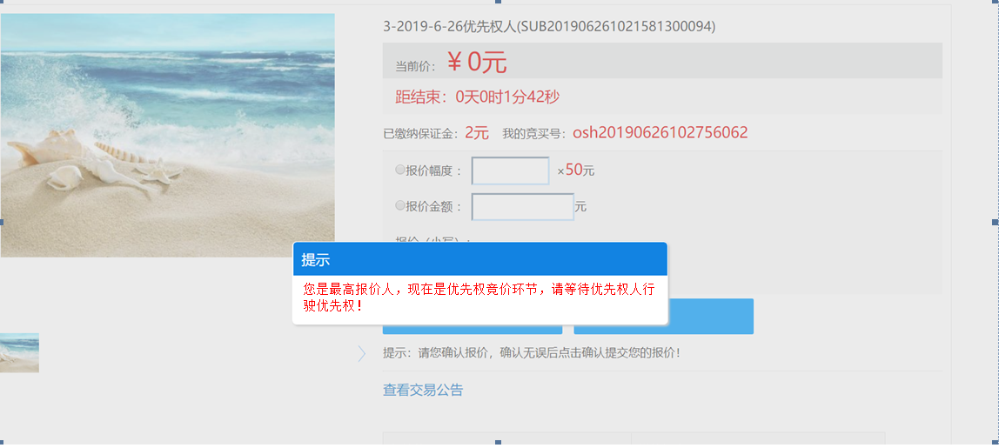 3-2019-6-26优先权人(SUB201906261021581300094)
当前价： ￥0元
距结束：0天0时1分42秒
已缴纳保证金：2元 我的竞买号：osh20190626102756062
报价幅度： ×50元
报价金额： 元
报价（小写）：
提示
您是最高报价人，现在是优先权竞价环节，请等待优先权人行
驶优先权！
提示：请您确认报价，确认无误后点击确认提交您的报价！
查看交易公告